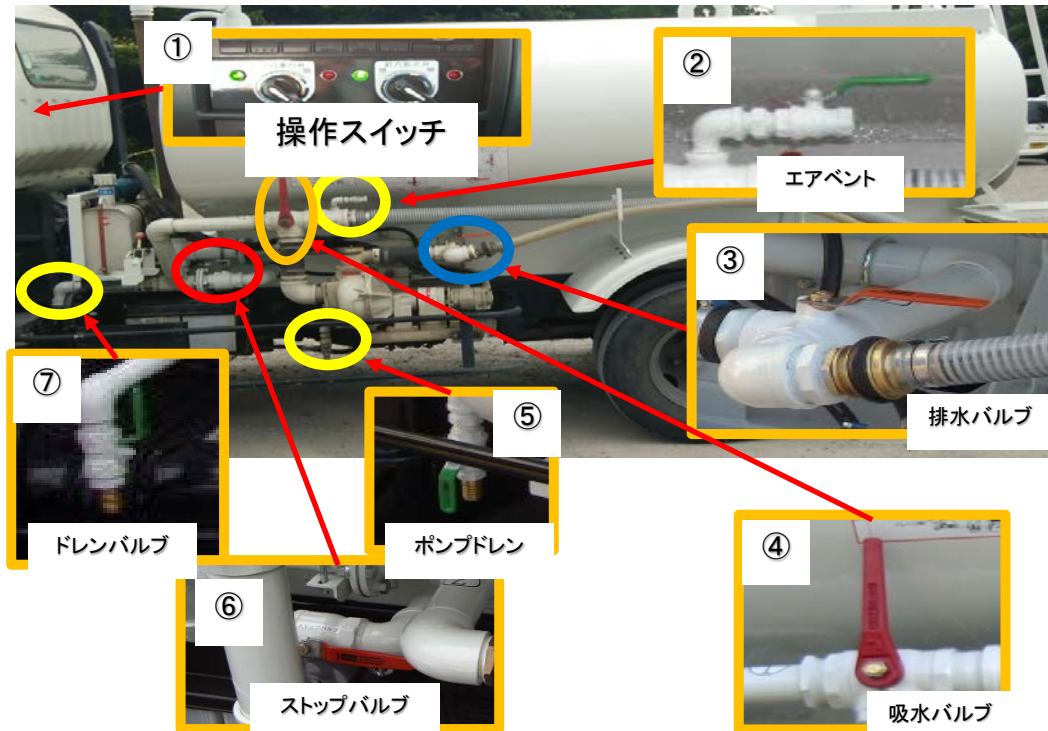 ①
操作スイッチ
②
エアベント
③
排水バルブ
⑦
ドレンバルブ
⑤
ポンプドレン
⑥
ストップバルブ
④
吸水バルブ